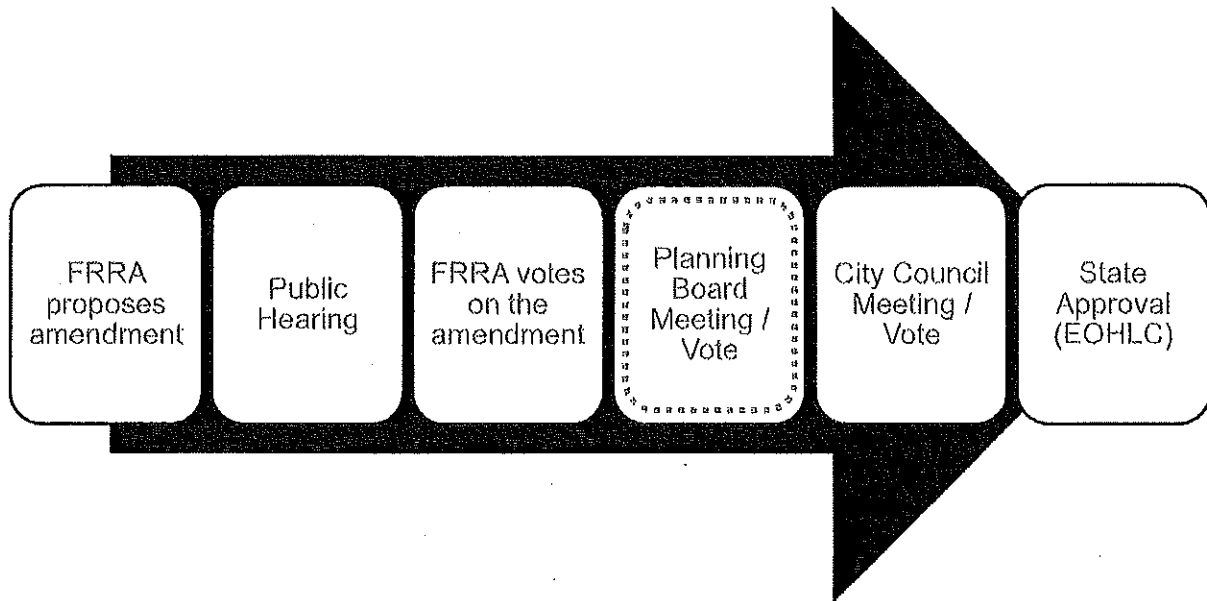 FRRA
proposes
amendment
Public
Hearing
FRRA votes
on the
amendment
Planning
Board
Meeting /
Vote
City Council
Meeting /
Vote
State
Approval
(EOHLC)